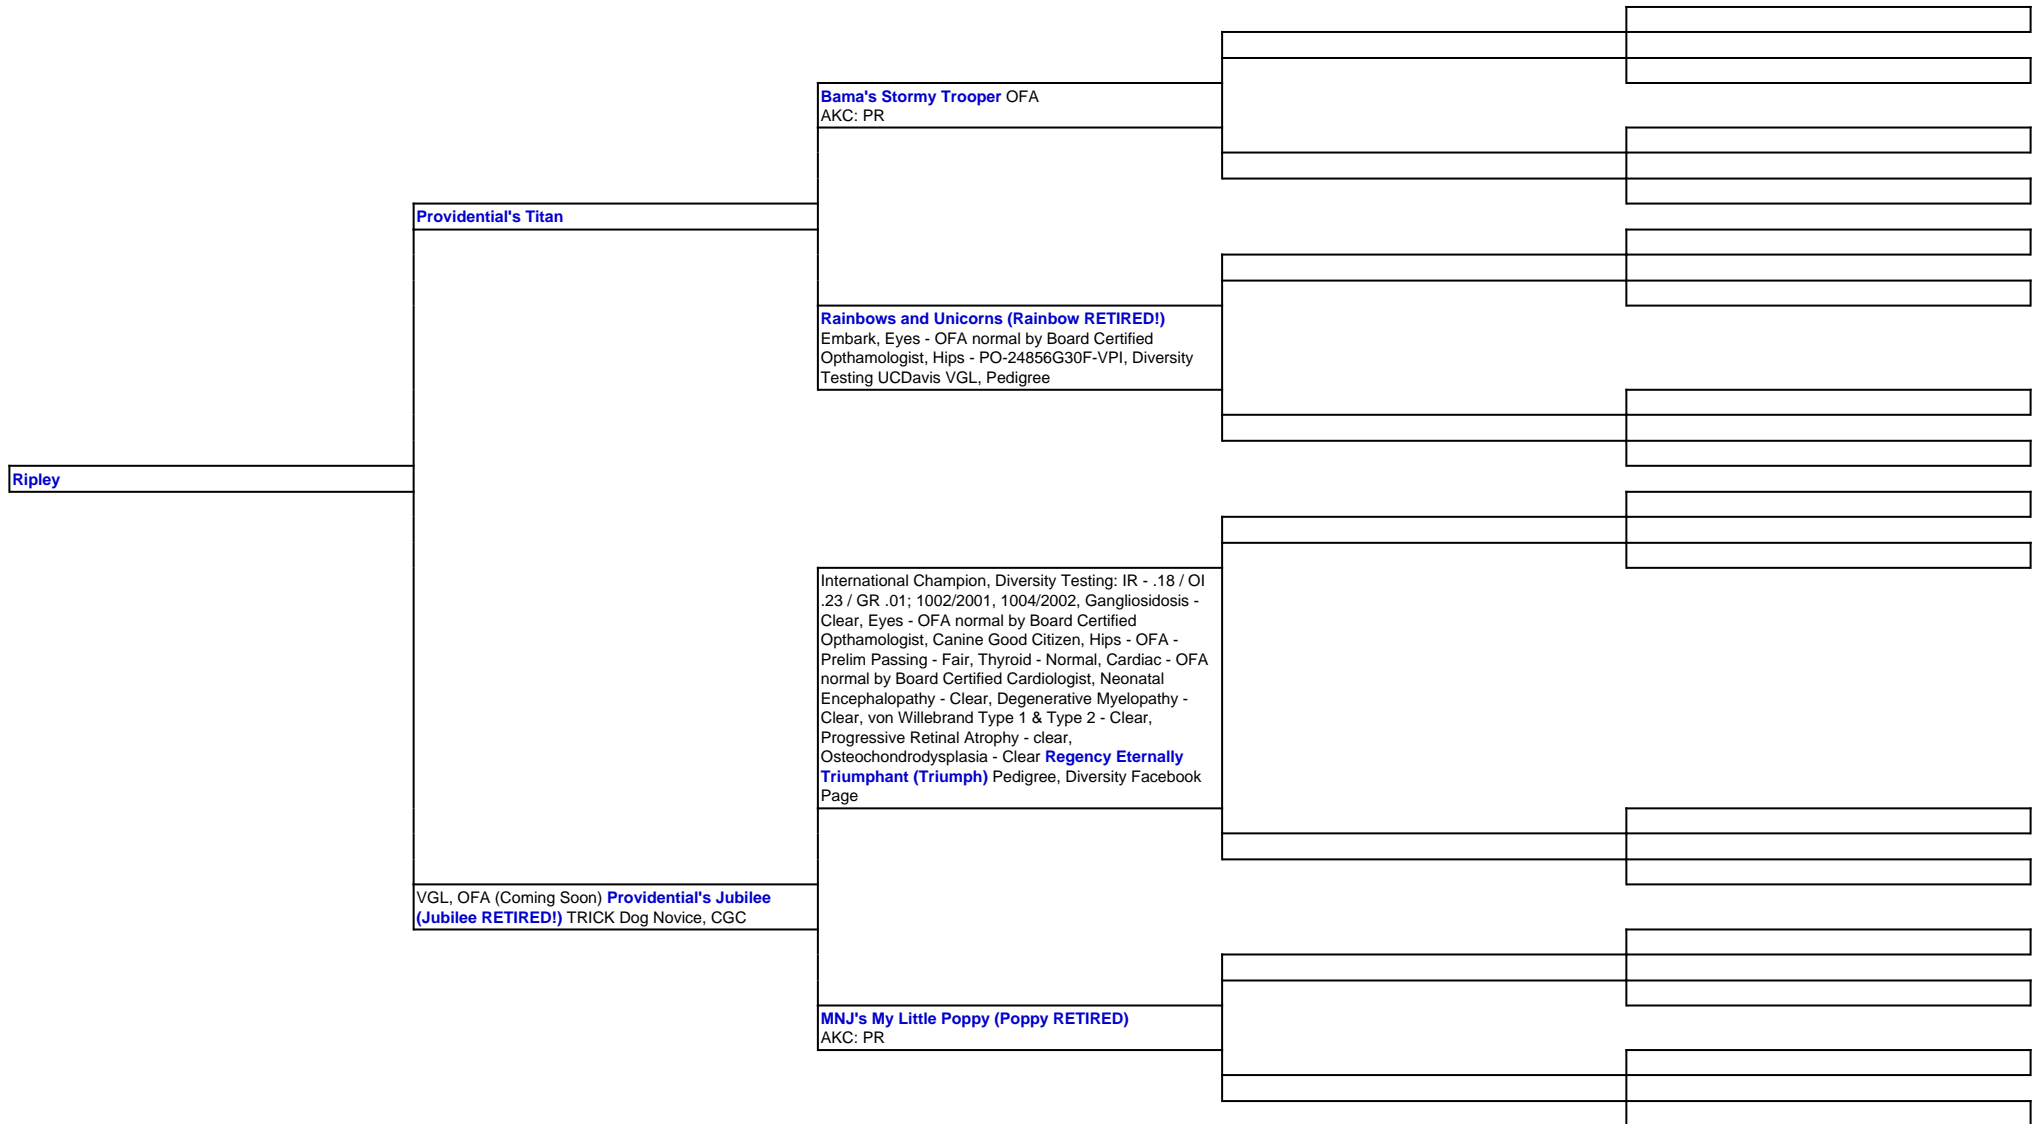 Bama's Stormy Trooper OFA
AKC: PR
Providential's Titan
Rainbows and Unicorns (Rainbow RETIRED!)
Embark, Eyes - OFA normal by Board Certified
Opthamologist, Hips - PO-24856G30F-VPI, Diversity
Testing UCDavis VGL, Pedigree
Ripley
International Champion, Diversity Testing: IR - .18 / OI
.23 / GR .01; 1002/2001, 1004/2002, Gangliosidosis -
Clear, Eyes - OFA normal by Board Certified
Opthamologist, Canine Good Citizen, Hips - OFA -
Prelim Passing - Fair, Thyroid - Normal, Cardiac - OFA
normal by Board Certified Cardiologist, Neonatal
Encephalopathy - Clear, Degenerative Myelopathy -
Clear, von Willebrand Type 1 & Type 2 - Clear,
Progressive Retinal Atrophy - clear,
Osteochondrodysplasia - Clear Regency Eternally
Triumphant (Triumph) Pedigree, Diversity Facebook
Page
VGL, OFA (Coming Soon) Providential's Jubilee
(Jubilee RETIRED!) TRICK Dog Novice, CGC
MNJ's My Little Poppy (Poppy RETIRED)
AKC: PR